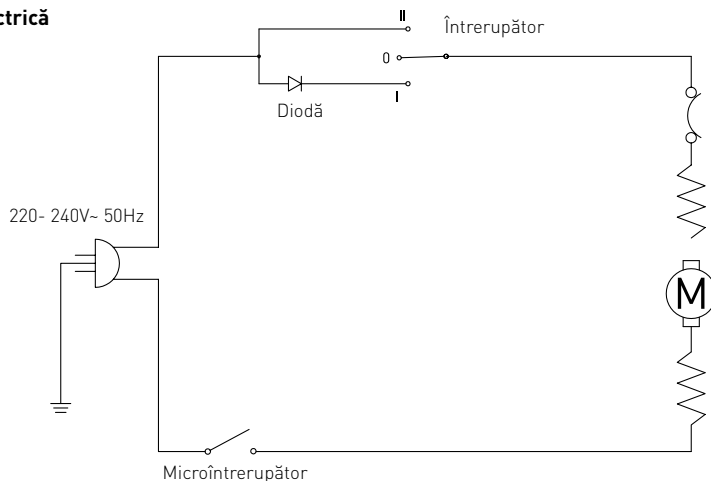 ctrică
II
Întrerupător
0
I
Diodă
220- 240V~ 50Hz
M
Microîntrerupător